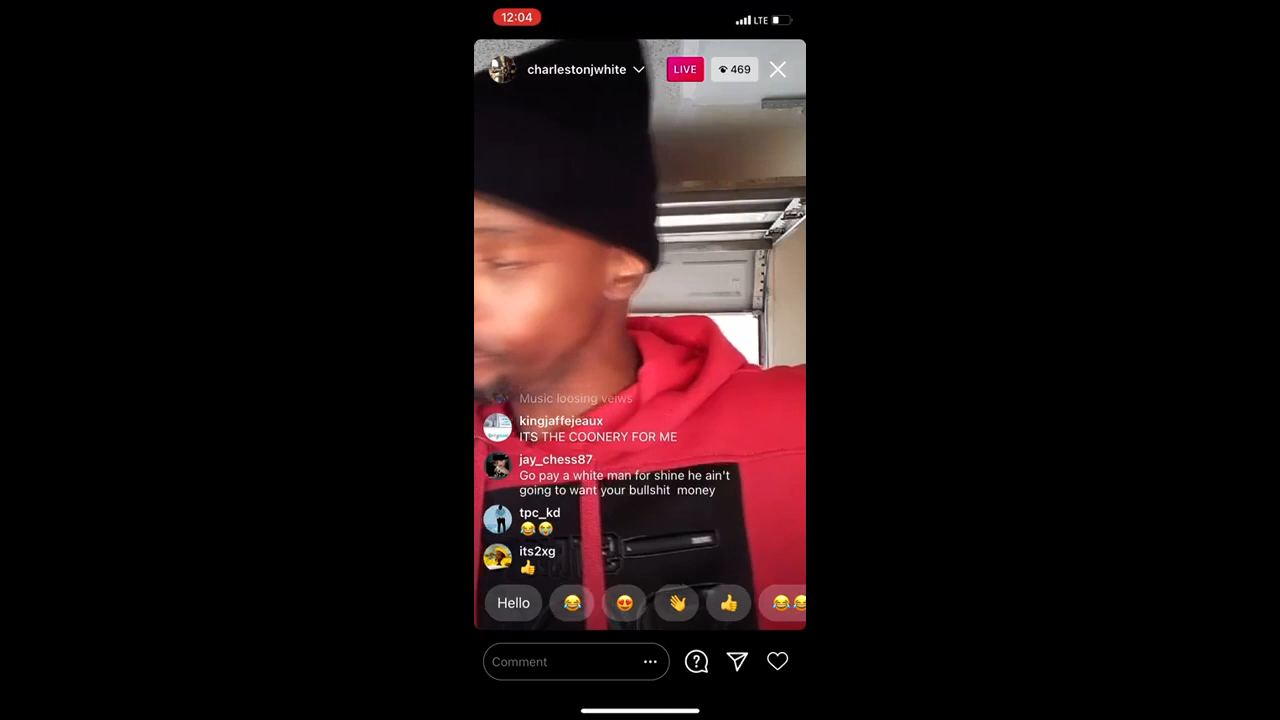 12:04
LTE
charlestonjwhite
LIVE
469
Music loosing veiws
kingjaffejeaux
ITS THE COONERY FOR ME
jay_chess87
Go pay a white man for shine he ain't
going to want your bullshit money
tpc_kd
its2xg
Hello
Comment